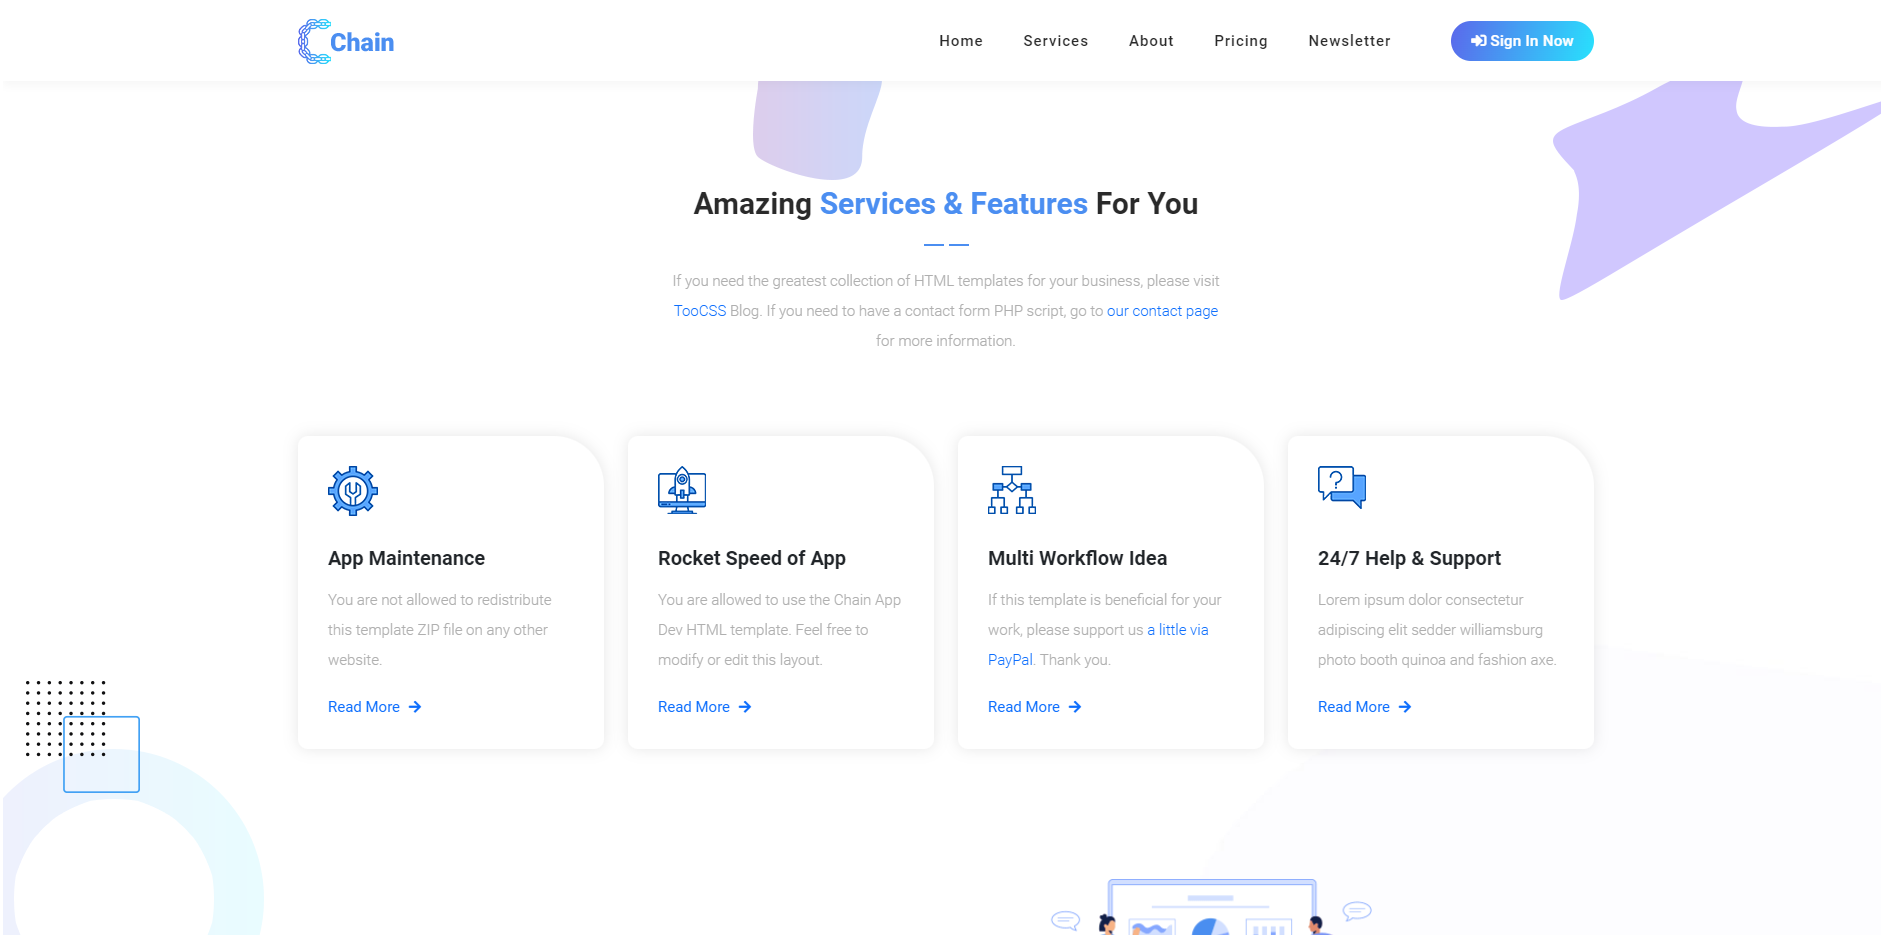 Chain
Home Services About Pricing Newsletter Sign In Now
Amazing Services & Features For You
If you need the greatest collection of HTML templates for your business, please visit
TooCSS Blog. If you need to have a contact form PHP script, go to our contact page
for more information.
App Maintenance
You are not allowed to redistribute
this template ZIP file on any other
website.
Read More
Rocket Speed of App
You are allowed to use the Chain App
Dev HTML template. Feel free to
modify or edit this layout.
Read More
Multi Workflow Idea
If this template is beneficial for your
work, please support us a little via
PayPal. Thank you.
Read More
24/7 Help & Support
Lorem ipsum dolor consectetur
adipiscing elit sedder williamsburg
photo booth quinoa and fashion axe.
Read More